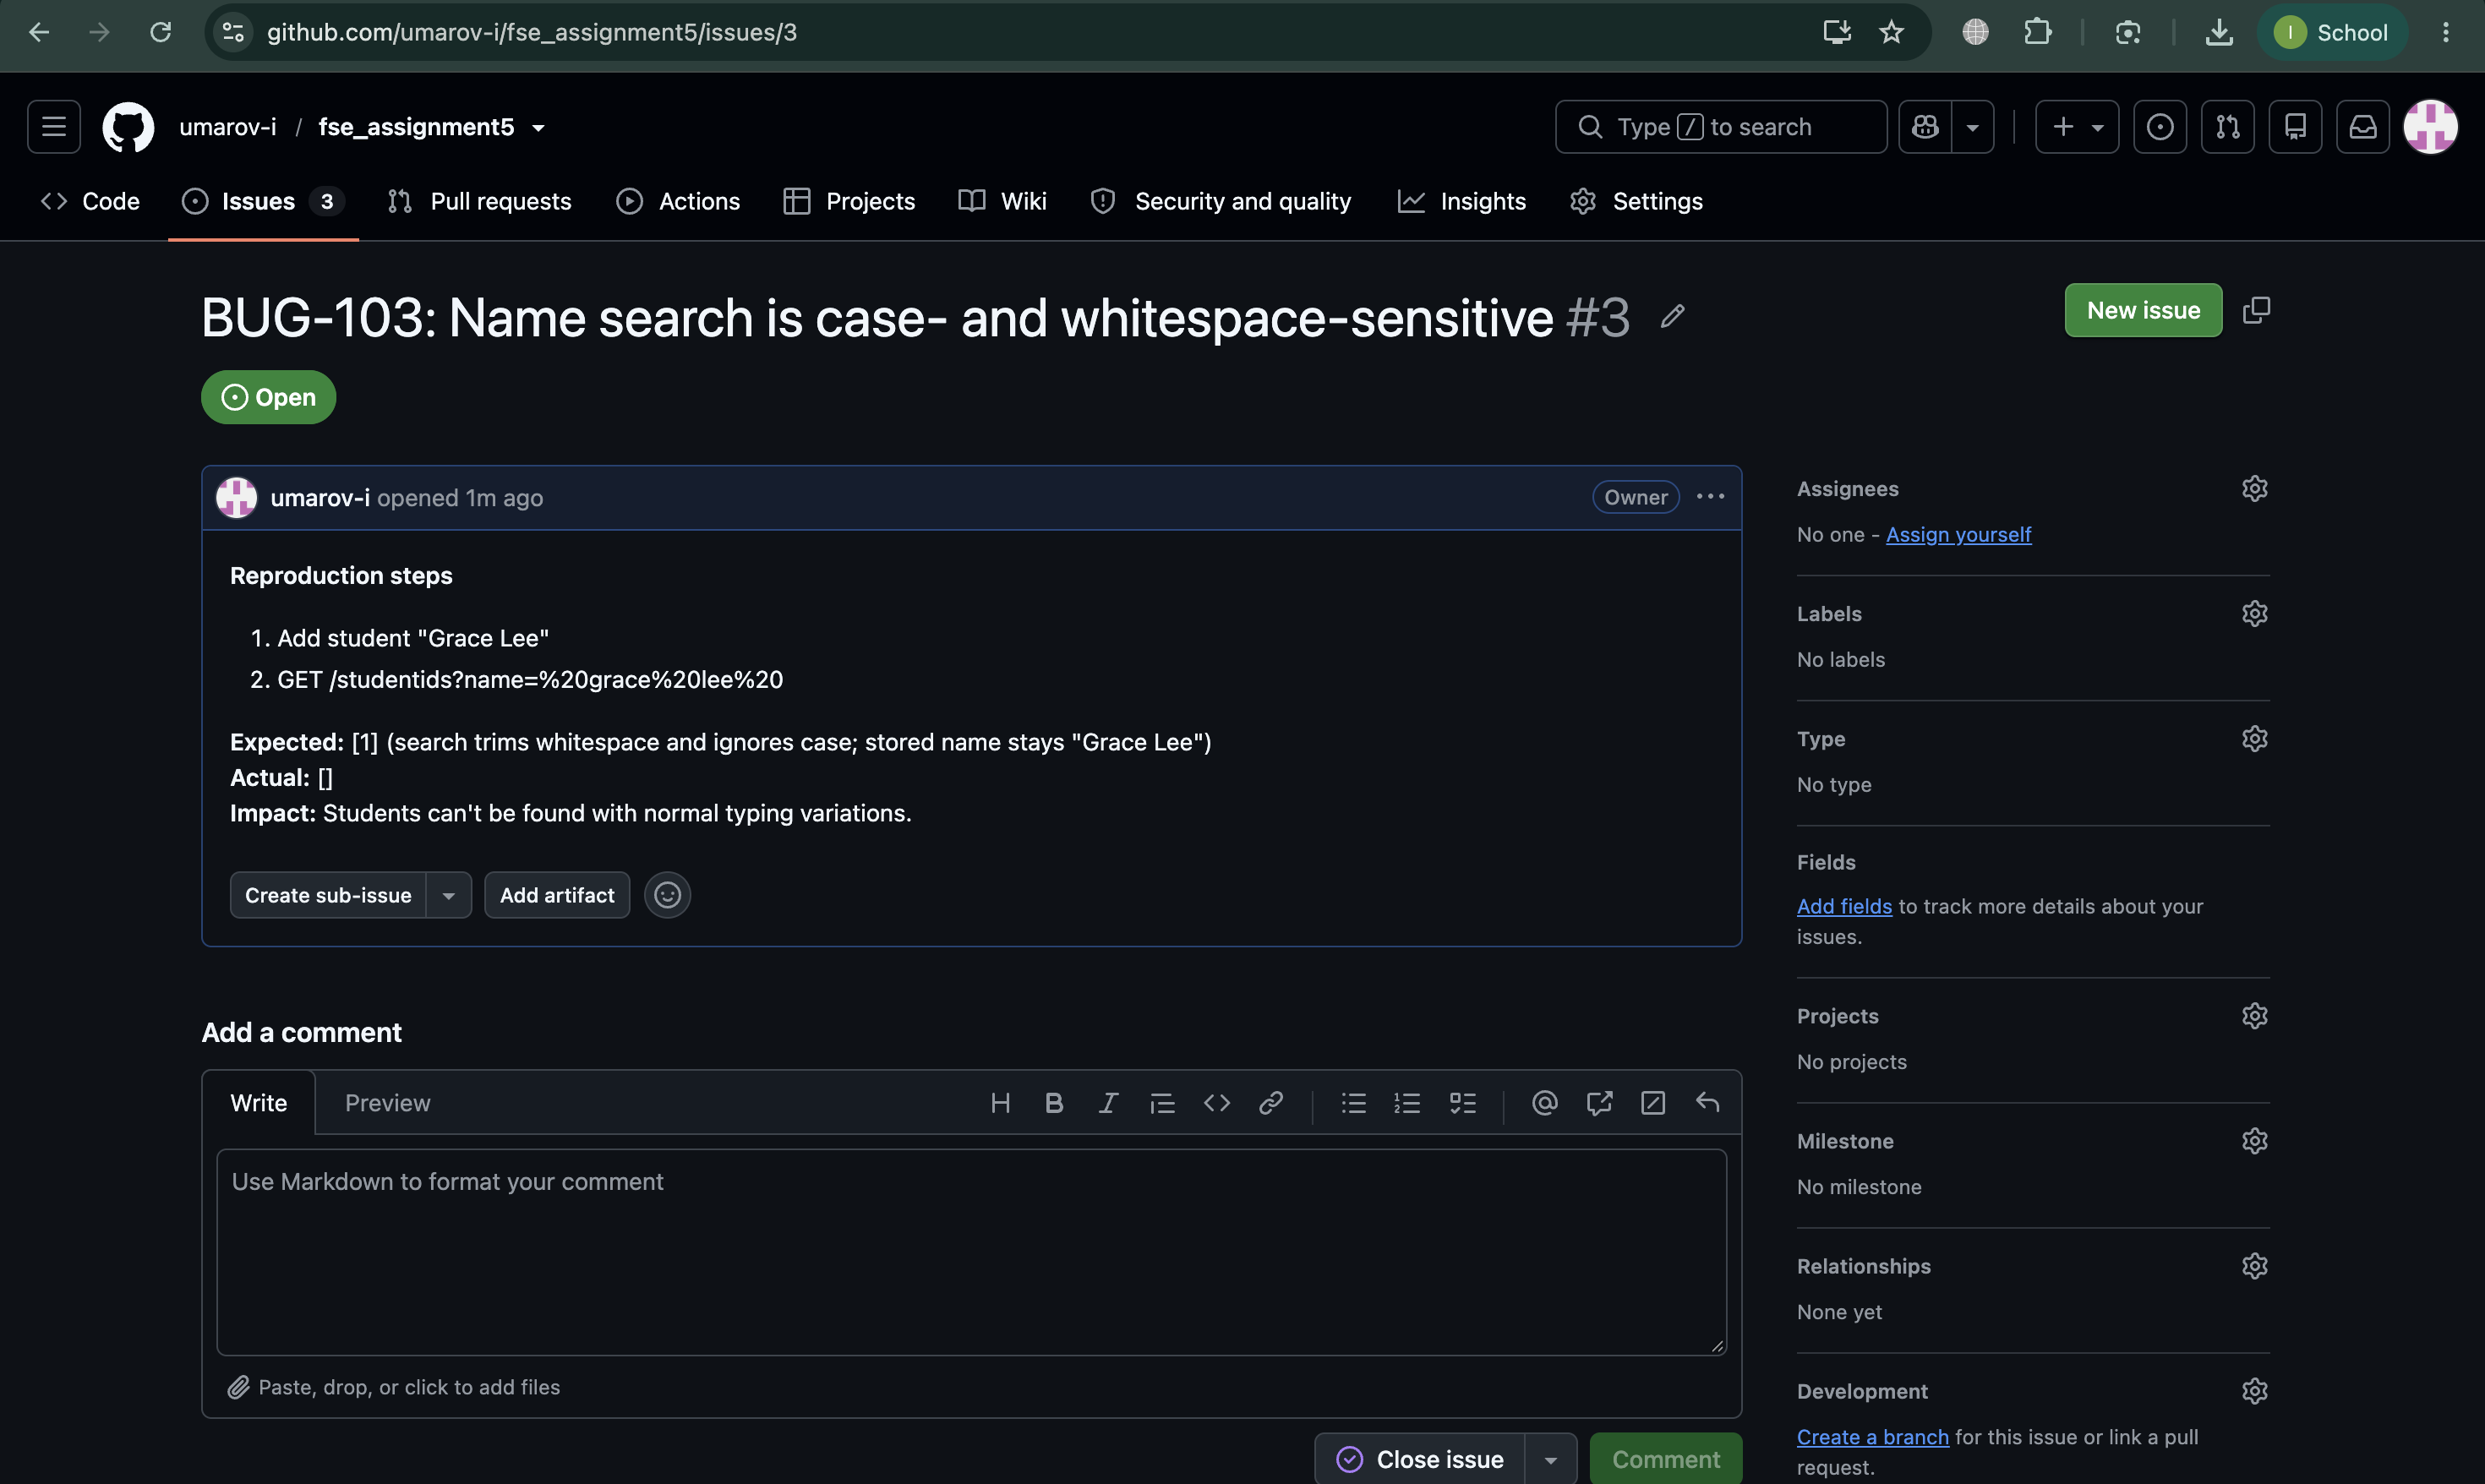 github.com/umarov-i/fse_assignment5/issues/3
I School
umarov-i / fse_assignment5
Type / to search
Code
Issues 3
Pull requests
Actions
Projects
Wiki
Security and quality
Insights
Settings
BUG-103: Name search is case- and whitespace-sensitive #3
New issue
Open
umarov-i opened 1m ago
Owner
Reproduction steps
1. Add student "Grace Lee"
2. GET /studentids?name=%20grace%20lee%20
Expected: [1] (search trims whitespace and ignores case; stored name stays "Grace Lee")
Actual: []
Impact: Students can't be found with normal typing variations.
Create sub-issue
Add artifact
Add a comment
Write
Preview
Use Markdown to format your comment
Paste, drop, or click to add files
Close issue
Comment
Assignees
No one - Assign yourself
Labels
No labels
Type
No type
Fields
Add fields to track more details about your
issues.
Projects
No projects
Milestone
No milestone
Relationships
None yet
Development
Create a branch for this issue or link a pull
request.